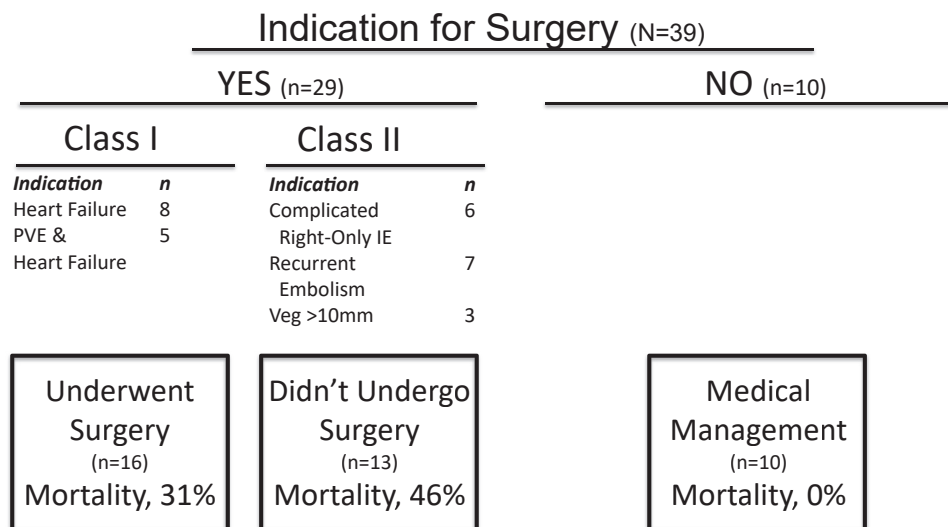 Indication for Surgery (N=39)
YES (n=29)
NO (n=10)
Class I
Indication n
Heart Failure 8
PVE & 5
Heart Failure
Class II
Indication n
Complicated 6
Right-Only IE
Recurrent 7
Embolism
Veg >10mm 3
Underwent
Surgery
(n=16)
Mortality, 31%
Didn’t Undergo
Surgery
(n=13)
Mortality, 46%
Medical
Management
(n=10)
Mortality, 0%